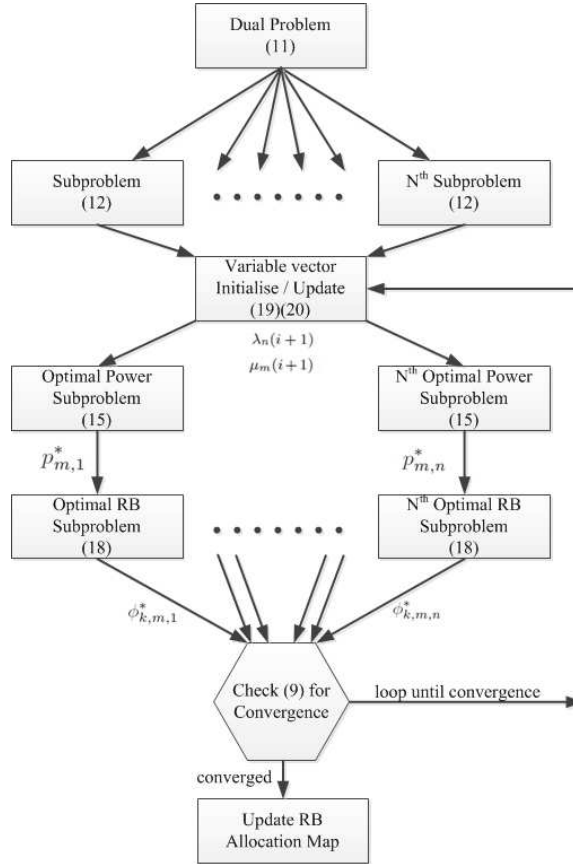 Dual Problem
(11)
Subproblem
(12)
N^th Subproblem
(12)
Variable vector
Initialise / Update
(19)(20)
λ_n(i + 1)
μ_m(i + 1)
Optimal Power
Subproblem
(15)
N^th Optimal Power
Subproblem
(15)
p*_{m,1}
p*_{m,n}
Optimal RB
Subproblem
(18)
N^th Optimal RB
Subproblem
(18)
ϕ*_{k,m,1}
ϕ*_{k,m,n}
Check (9) for
Convergence
loop until convergence
converged
Update RB
Allocation Map